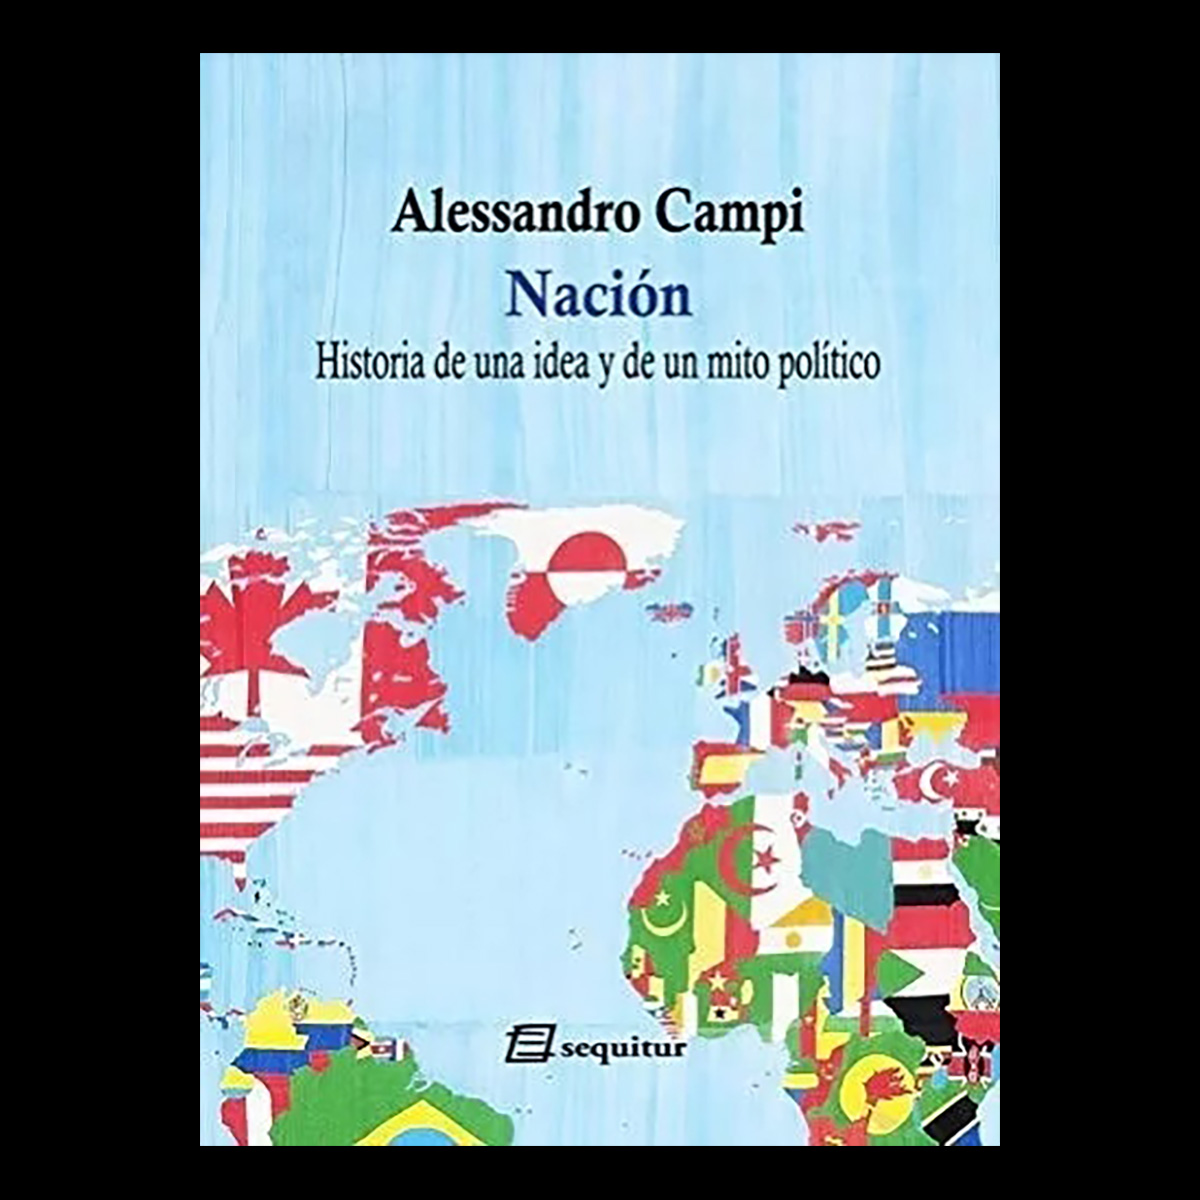 Alessandro Campi
Nación
Historia de una idea y de un mito político
sequitur